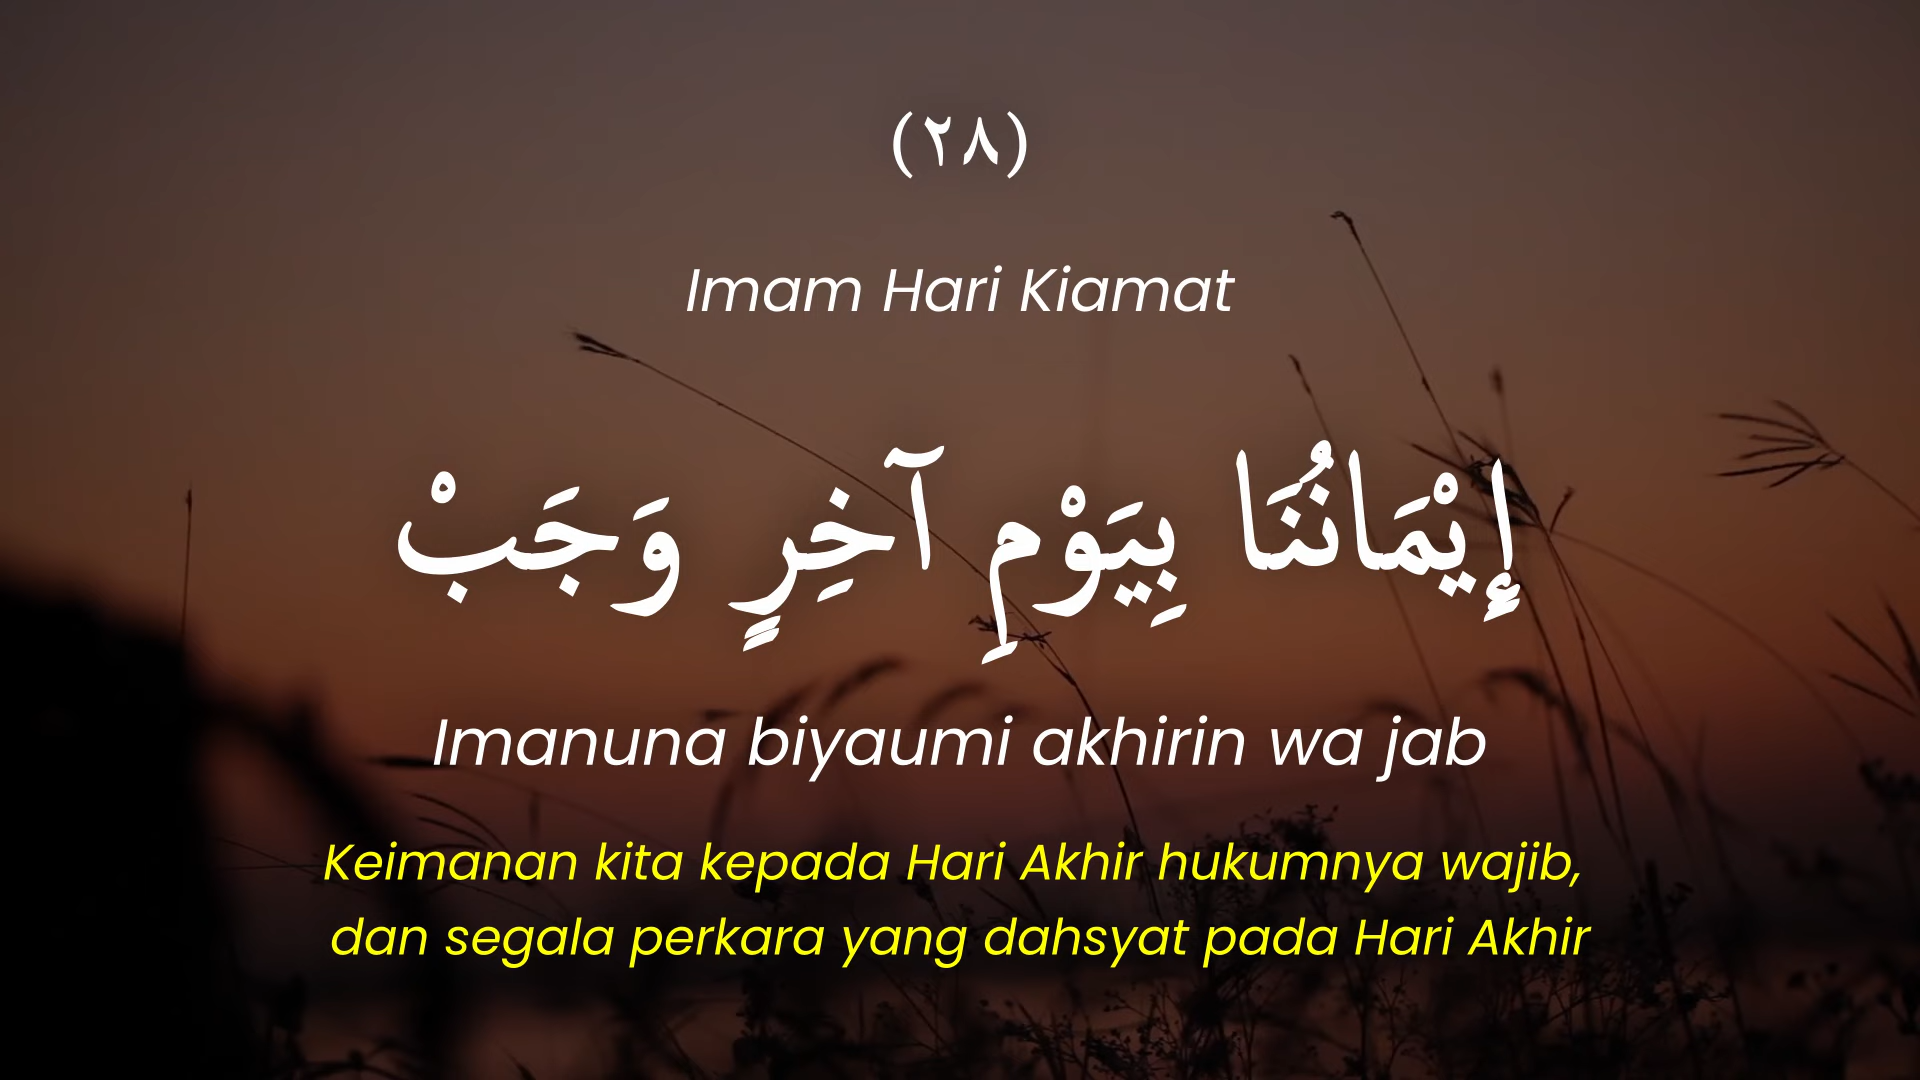 (٢٨)
Imam Hari Kiamat
إِيْمَانُنَا بِيَوْمِ آخِرٍ وَجَبْ
Imanuna biyaumi akhirin wa jab
Keimanan kita kepada Hari Akhir hukumnya wajib,
dan segala perkara yang dahsyat pada Hari Akhir